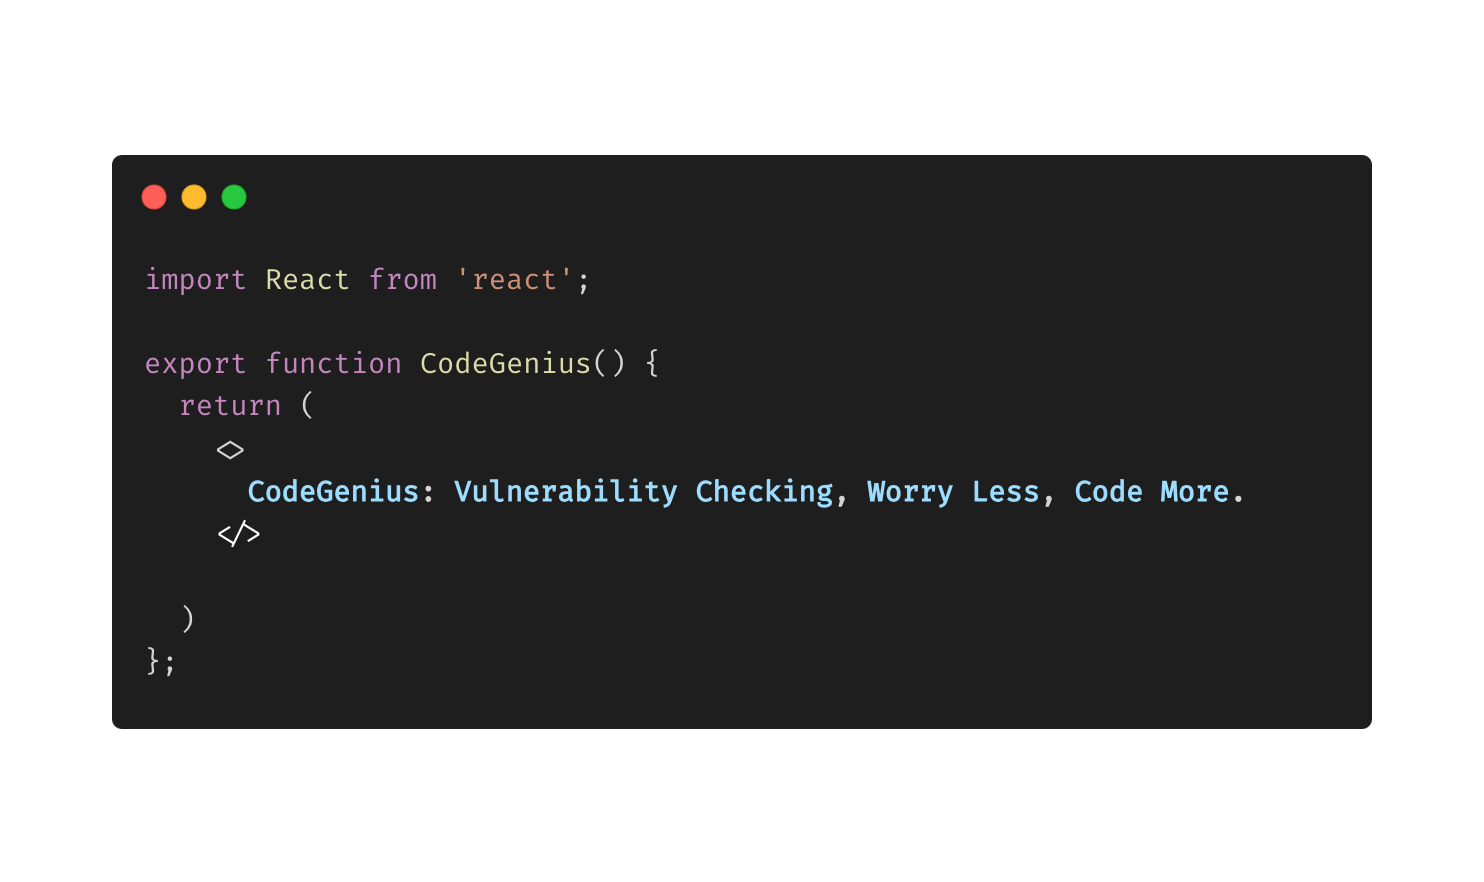 import React from 'react';
export function CodeGenius() {
return (
<>
CodeGenius: Vulnerability Checking, Worry Less, Code More.
</>
)
};